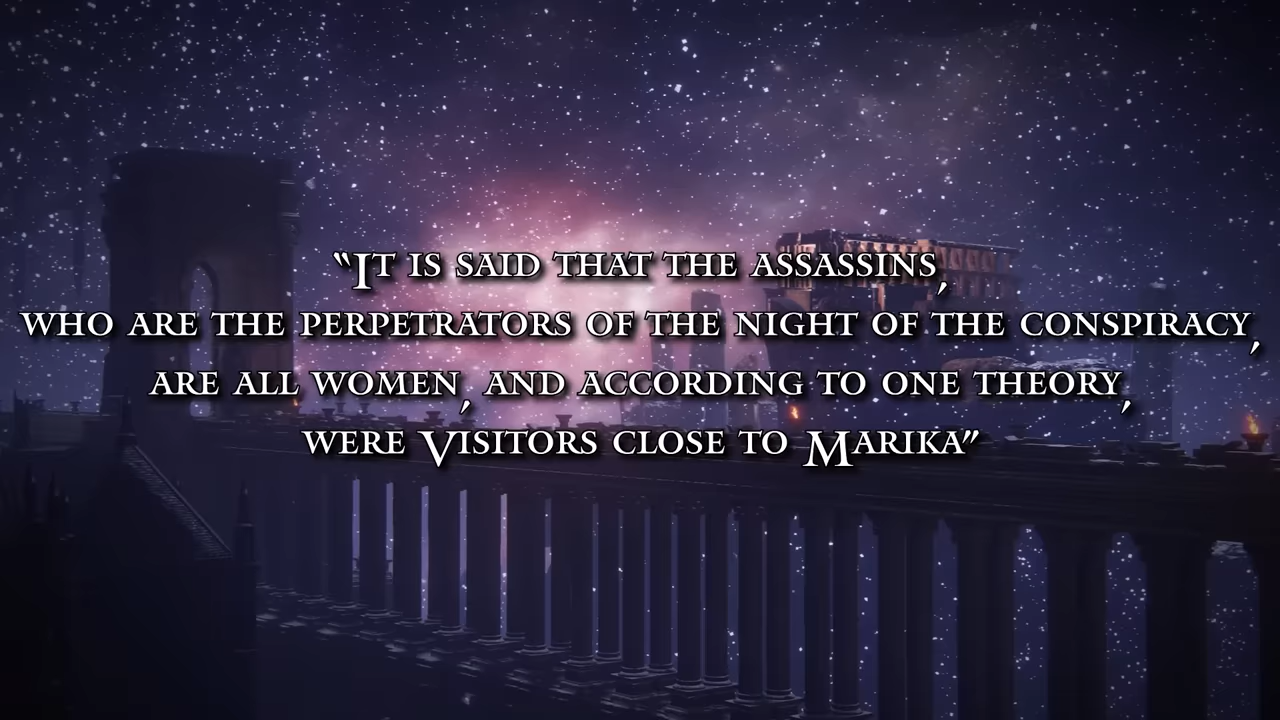 “It is said that the assassins,
who are the perpetrators of the night of the conspiracy,
are all women, and according to one theory,
were Visitors close to Marika”